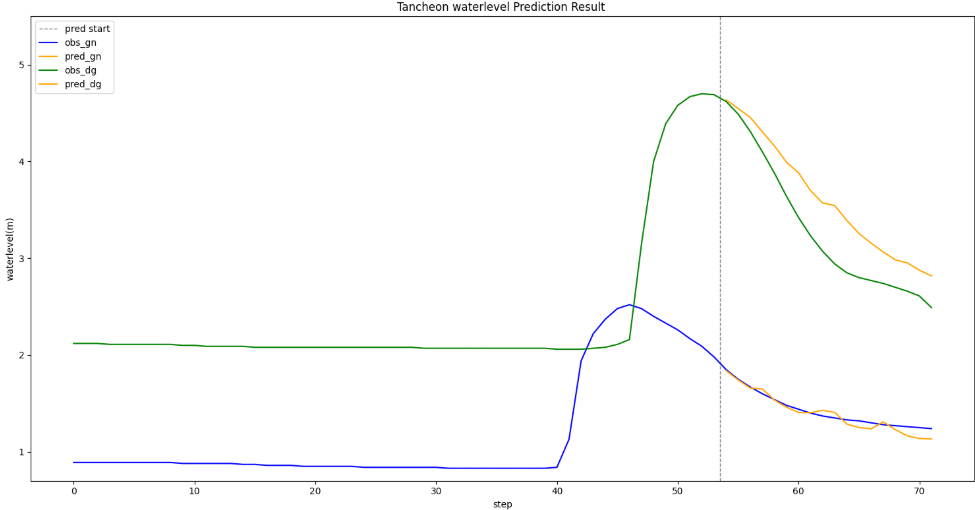 Tancheon waterlevel Prediction Result
pred start
obs_gn
pred_gn
obs_dg
pred_dg
5
4
3
2
1
waterlevel(m)
0 10 20 30 40 50 60 70
step